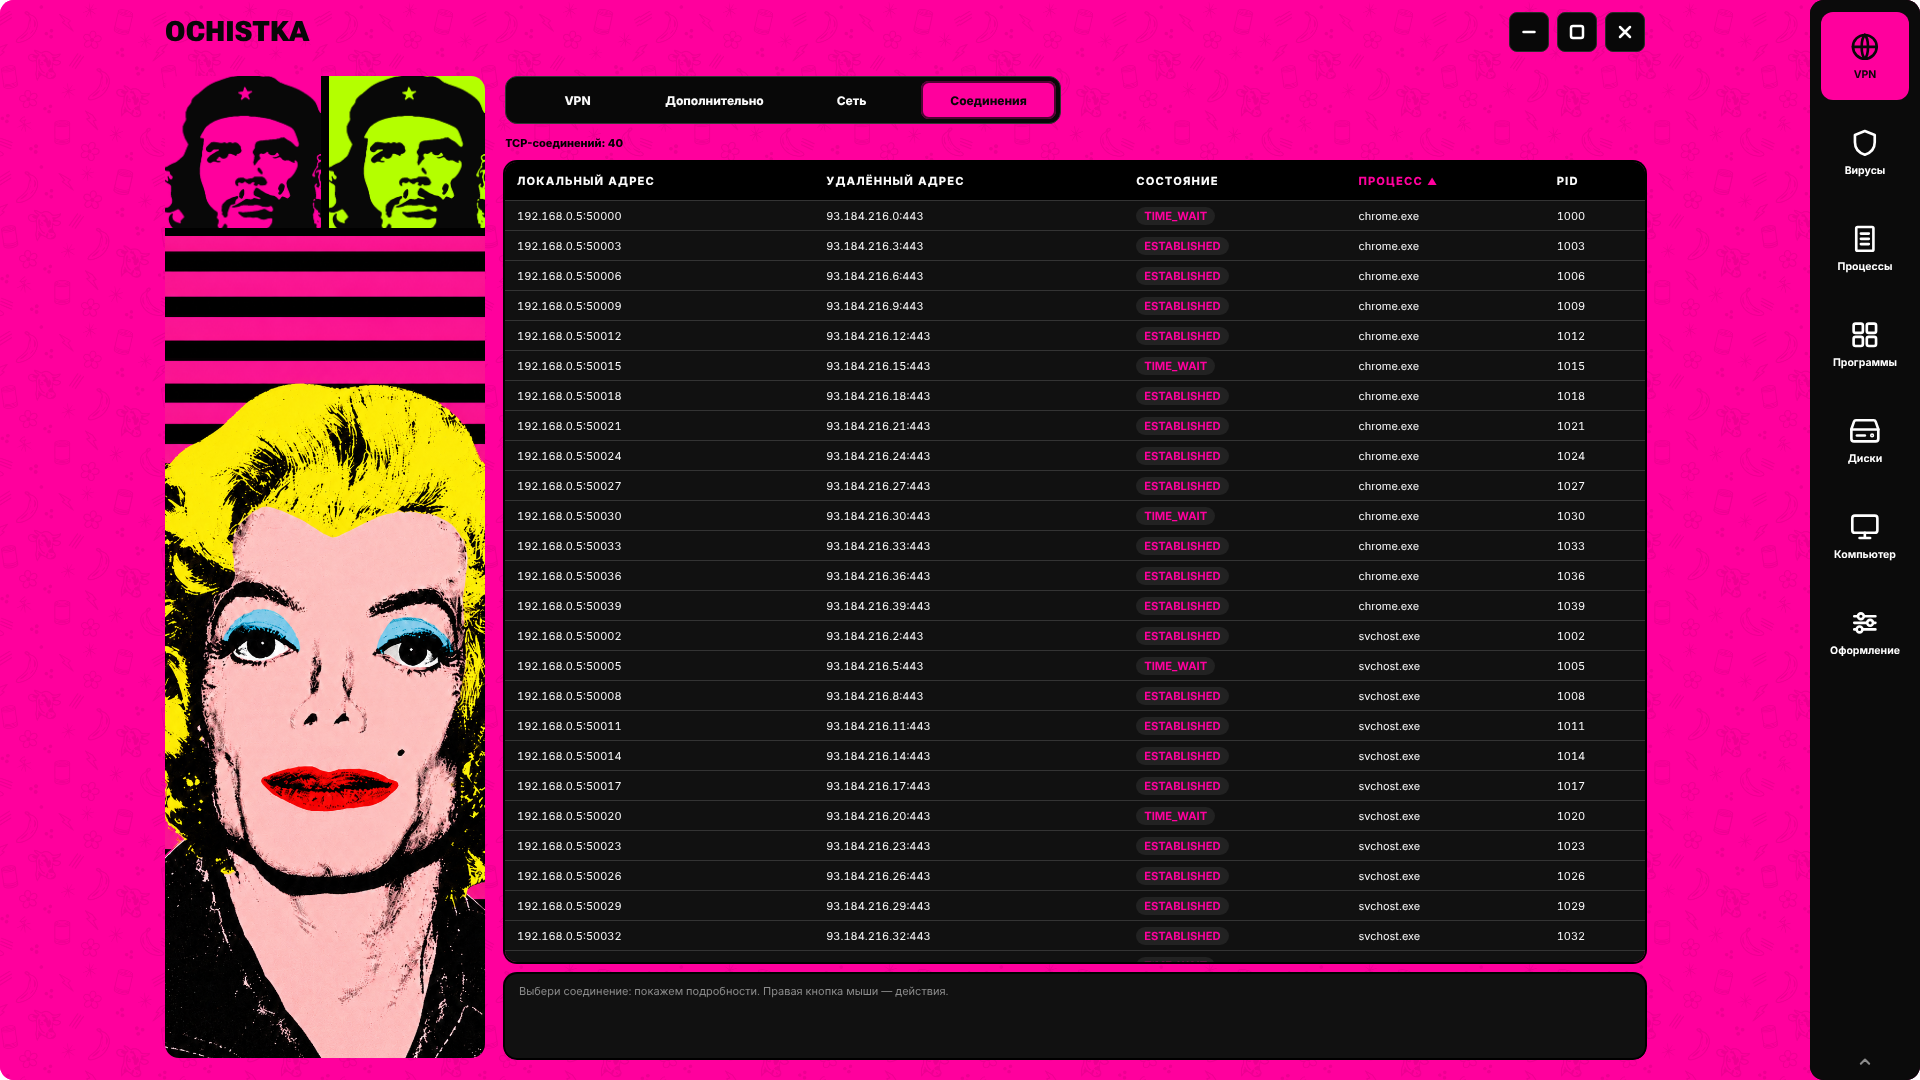 OCHISTKA
VPN
Дополнительно
Сеть
Соединения
TCP-соединений: 40
ЛОКАЛЬНЫЙ АДРЕС УДАЛЁННЫЙ АДРЕС СОСТОЯНИЕ ПРОЦЕСС ▲ PID
192.168.0.5:50000 93.184.216.0:443 TIME_WAIT chrome.exe 1000
192.168.0.5:50003 93.184.216.3:443 ESTABLISHED chrome.exe 1003
192.168.0.5:50006 93.184.216.6:443 ESTABLISHED chrome.exe 1006
192.168.0.5:50009 93.184.216.9:443 ESTABLISHED chrome.exe 1009
192.168.0.5:50012 93.184.216.12:443 ESTABLISHED chrome.exe 1012
192.168.0.5:50015 93.184.216.15:443 TIME_WAIT chrome.exe 1015
192.168.0.5:50018 93.184.216.18:443 ESTABLISHED chrome.exe 1018
192.168.0.5:50021 93.184.216.21:443 ESTABLISHED chrome.exe 1021
192.168.0.5:50024 93.184.216.24:443 ESTABLISHED chrome.exe 1024
192.168.0.5:50027 93.184.216.27:443 ESTABLISHED chrome.exe 1027
192.168.0.5:50030 93.184.216.30:443 TIME_WAIT chrome.exe 1030
192.168.0.5:50033 93.184.216.33:443 ESTABLISHED chrome.exe 1033
192.168.0.5:50036 93.184.216.36:443 ESTABLISHED chrome.exe 1036
192.168.0.5:50039 93.184.216.39:443 ESTABLISHED chrome.exe 1039
192.168.0.5:50002 93.184.216.2:443 ESTABLISHED svchost.exe 1002
192.168.0.5:50005 93.184.216.5:443 TIME_WAIT svchost.exe 1005
192.168.0.5:50008 93.184.216.8:443 ESTABLISHED svchost.exe 1008
192.168.0.5:50011 93.184.216.11:443 ESTABLISHED svchost.exe 1011
192.168.0.5:50014 93.184.216.14:443 ESTABLISHED svchost.exe 1014
192.168.0.5:50017 93.184.216.17:443 ESTABLISHED svchost.exe 1017
192.168.0.5:50020 93.184.216.20:443 TIME_WAIT svchost.exe 1020
192.168.0.5:50023 93.184.216.23:443 ESTABLISHED svchost.exe 1023
192.168.0.5:50026 93.184.216.26:443 ESTABLISHED svchost.exe 1026
192.168.0.5:50029 93.184.216.29:443 ESTABLISHED svchost.exe 1029
192.168.0.5:50032 93.184.216.32:443 ESTABLISHED svchost.exe 1032
Выбери соединение: покажем подробности. Правая кнопка мыши — действия.
VPN
Вирусы
Процессы
Программы
Диски
Компьютер
Оформление